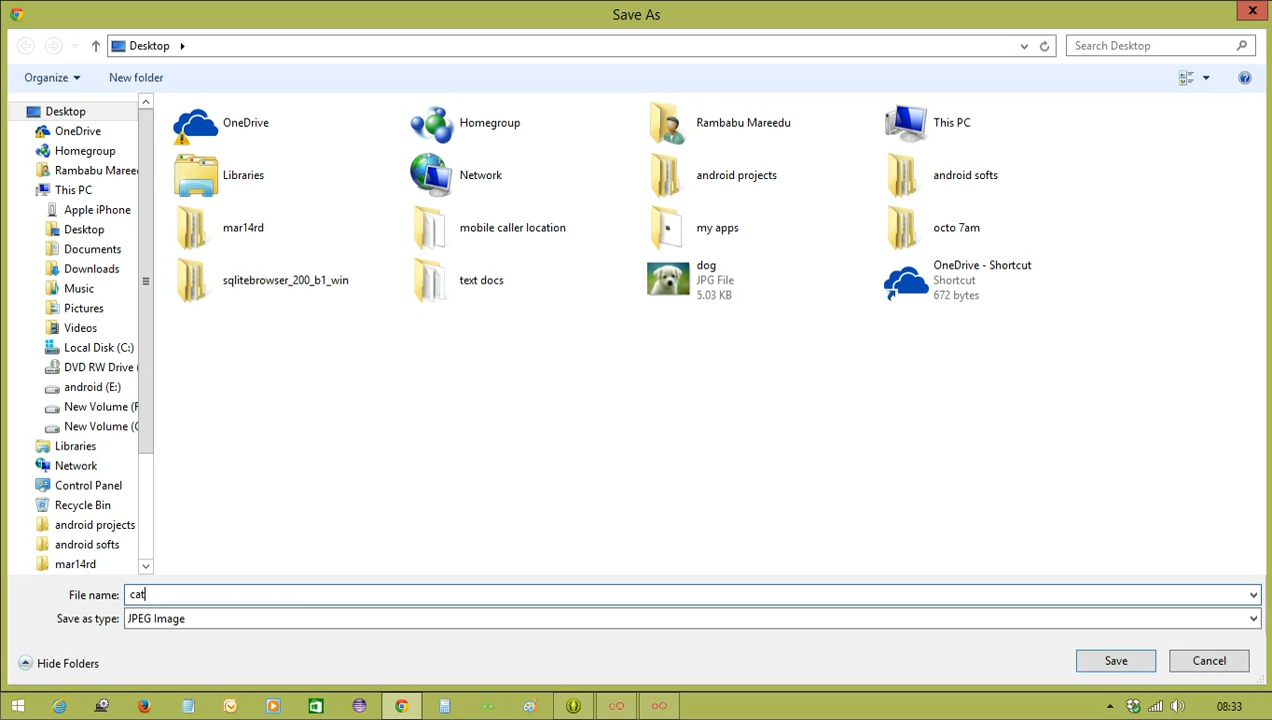 Save As
Desktop
Search Desktop
Organize
New folder
Desktop
OneDrive
Homegroup
Rambabu Mareed
This PC
Apple iPhone
Desktop
Documents
Downloads
Music
Pictures
Videos
Local Disk (C:)
DVD RW Drive (
android (E:)
New Volume (F
New Volume (G
Libraries
Network
Control Panel
Recycle Bin
android projects
android softs
mar14rd
OneDrive
Homegroup
Rambabu Mareedu
This PC
Libraries
Network
android projects
android softs
mar14rd
mobile caller location
my apps
octo 7am
sqlitebrowser_200_b1_win
text docs
dog
JPG File
5.03 KB
OneDrive - Shortcut
Shortcut
672 bytes
File name: cat
Save as type: JPEG Image
Hide Folders
Save
Cancel
08:33